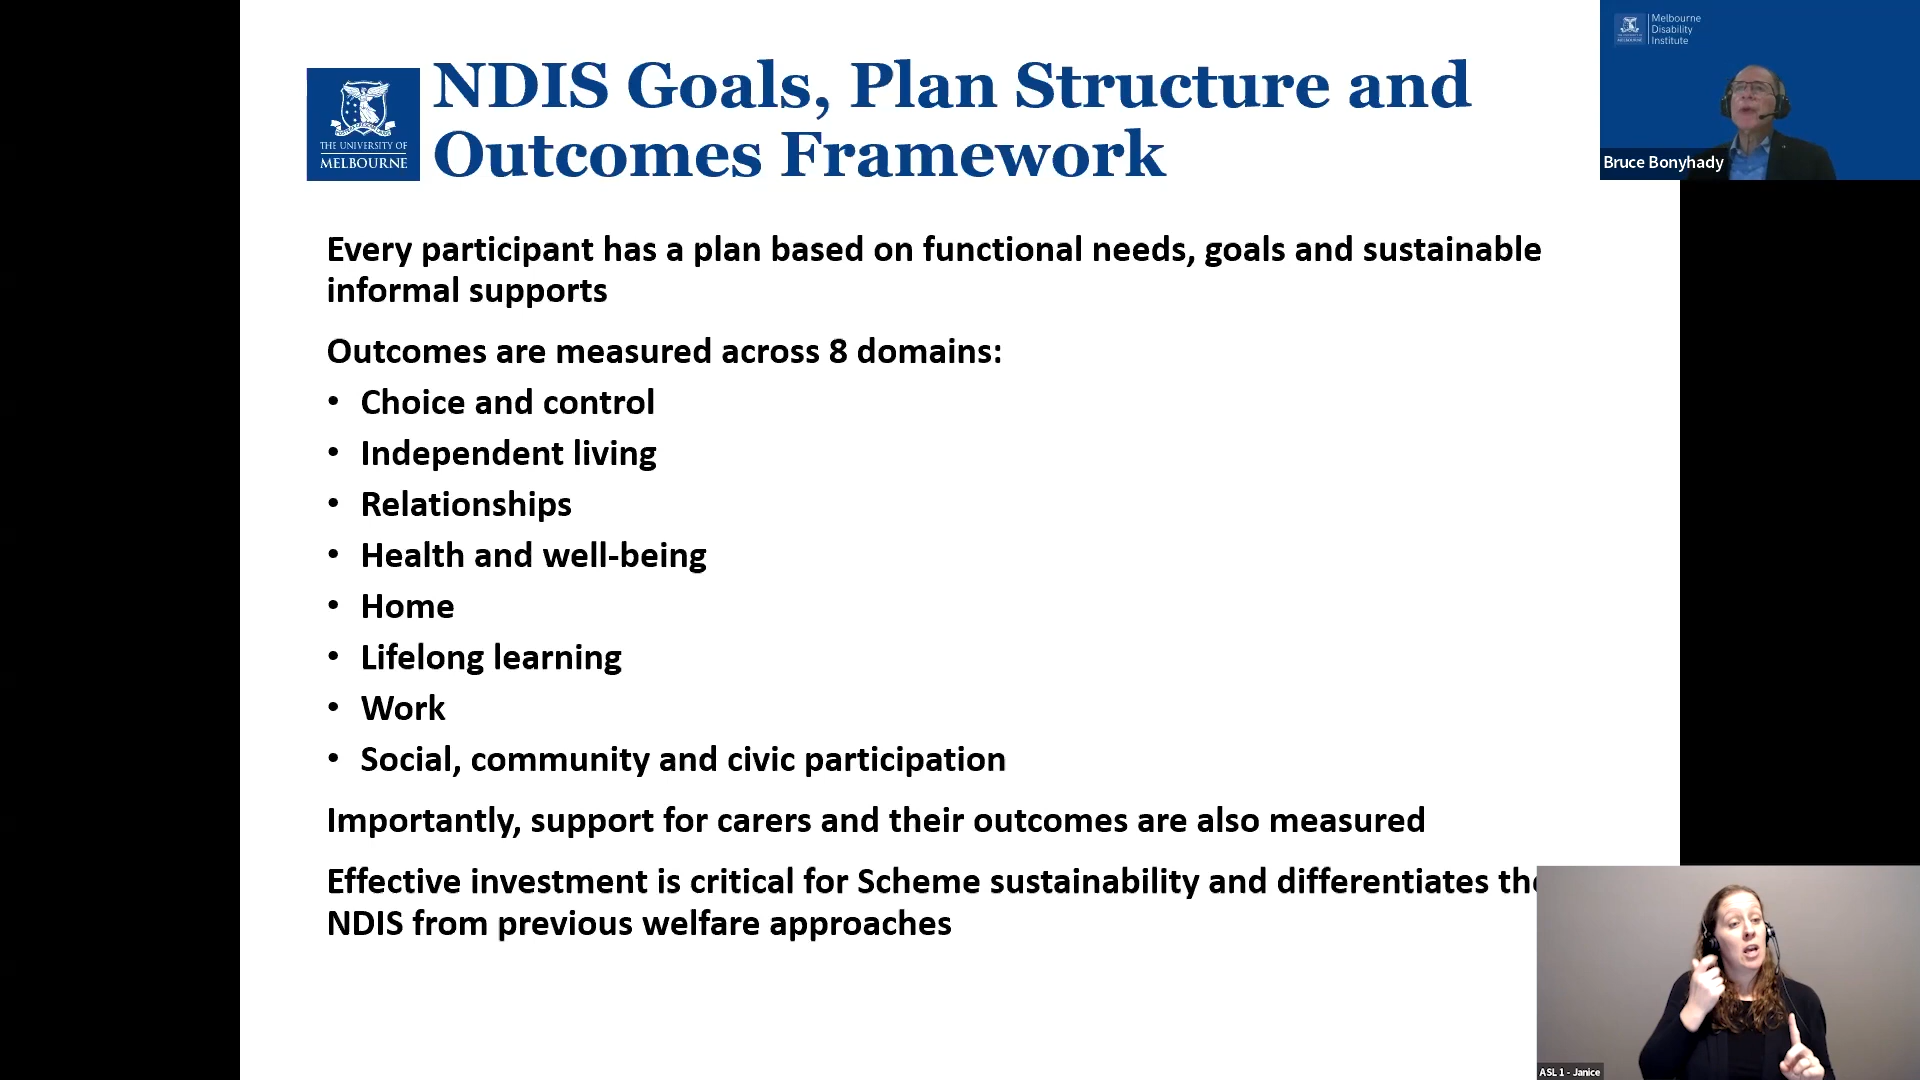 NDIS Goals, Plan Structure and
Outcomes Framework
THE UNIVERSITY OF
MELBOURNE
Every participant has a plan based on functional needs, goals and sustainable
informal supports
Outcomes are measured across 8 domains:
• Choice and control
• Independent living
• Relationships
• Health and well-being
• Home
• Lifelong learning
• Work
• Social, community and civic participation
Importantly, support for carers and their outcomes are also measured
Effective investment is critical for Scheme sustainability and differentiates the
NDIS from previous welfare approaches
Melbourne
Disability
Institute
MELBOURNE
Bruce Bonyhady
ASL 1 - Janice